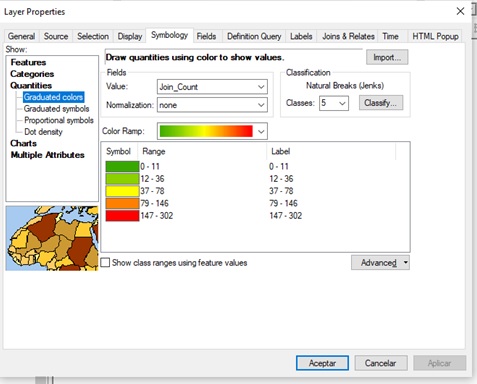 Layer Properties
General Source Selection Display Symbology Fields Definition Query Labels Joins & Relates Time HTML Popup
Show:
Features
Categories
Quantities
Graduated colors
Graduated symbols
Proportional symbols
Dot density
Charts
Multiple Attributes
Draw quantities using color to show values.
Import...
Fields
Value: Join_Count
Normalization: none
Classification
Natural Breaks (Jenks)
Classes: 5 Classify...
Color Ramp:
Symbol Range Label
0 - 11 0 - 11
12 - 36 12 - 36
37 - 78 37 - 78
79 - 146 79 - 146
147 - 302 147 - 302
Show class ranges using feature values
Advanced
Aceptar Cancelar Aplicar